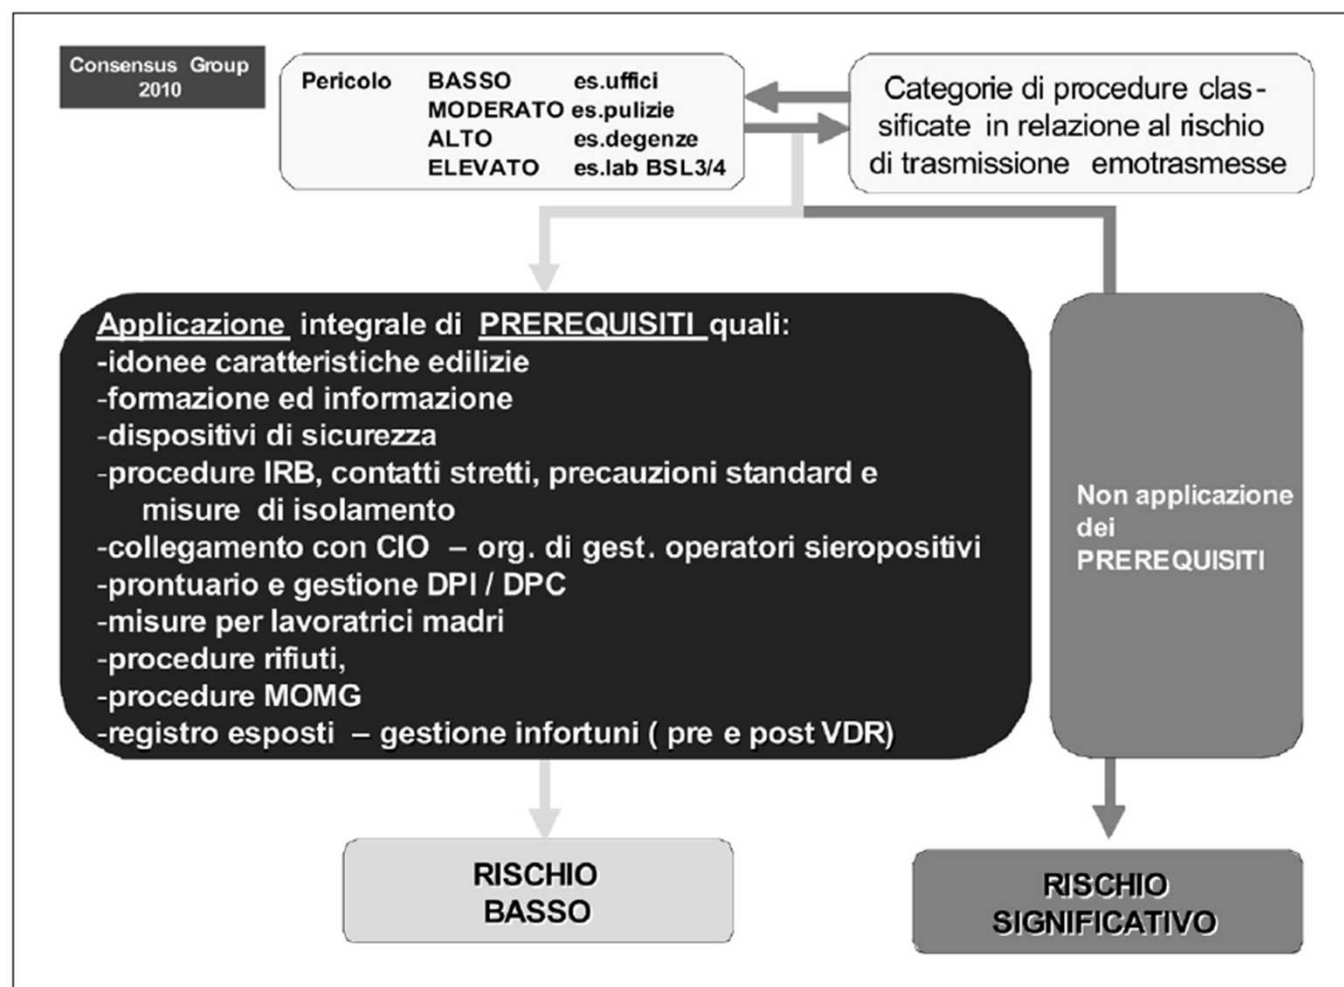 Consensus Group
2010
Pericolo BASSO es.uffici
MODERATO es.pulizie
ALTO es.degenze
ELEVATO es.lab BSL3/4
Categorie di procedure clas-
sificate in relazione al rischio
di trasmissione emotrasmesse
Applicazione integrale di PREREQUISITI quali:
-idonee caratteristiche edilizie
-formazione ed informazione
-dispositivi di sicurezza
-procedure IRB, contatti stretti, precauzioni standard e
misure di isolamento
-collegamento con CIO – org. di gest. operatori sieropositivi
-prontuario e gestione DPI / DPC
-misure per lavoratrici madri
-procedure rifiuti,
-procedure MOMG
-registro esposti – gestione infortuni ( pre e post VDR)
Non applicazione
dei
PREREQUISITI
RISCHIO
BASSO
RISCHIO
SIGNIFICATIVO